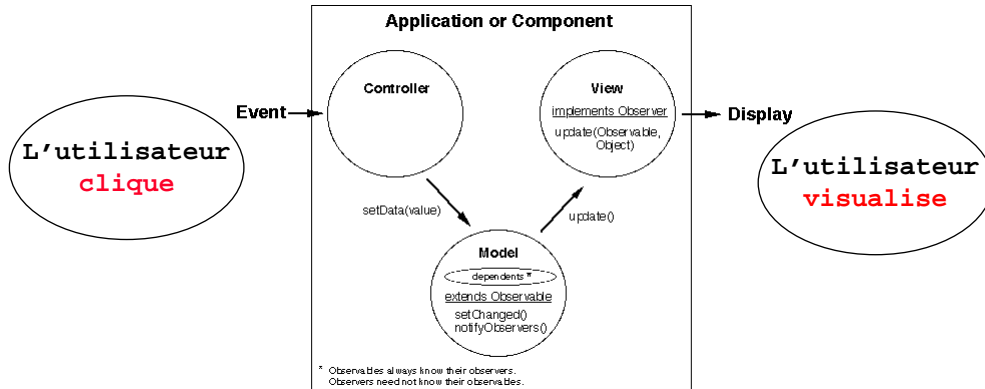 Application or Component
L'utilisateur
clique
Event
Controller
View
implements Observer
update(Observable,
Object)
Display
L'utilisateur
visualise
setData(value)
update()
Model
dependents *
extends Observable
setChanged()
notifyObservers()
* Observables always know their observers.
Observers need not know their observables.